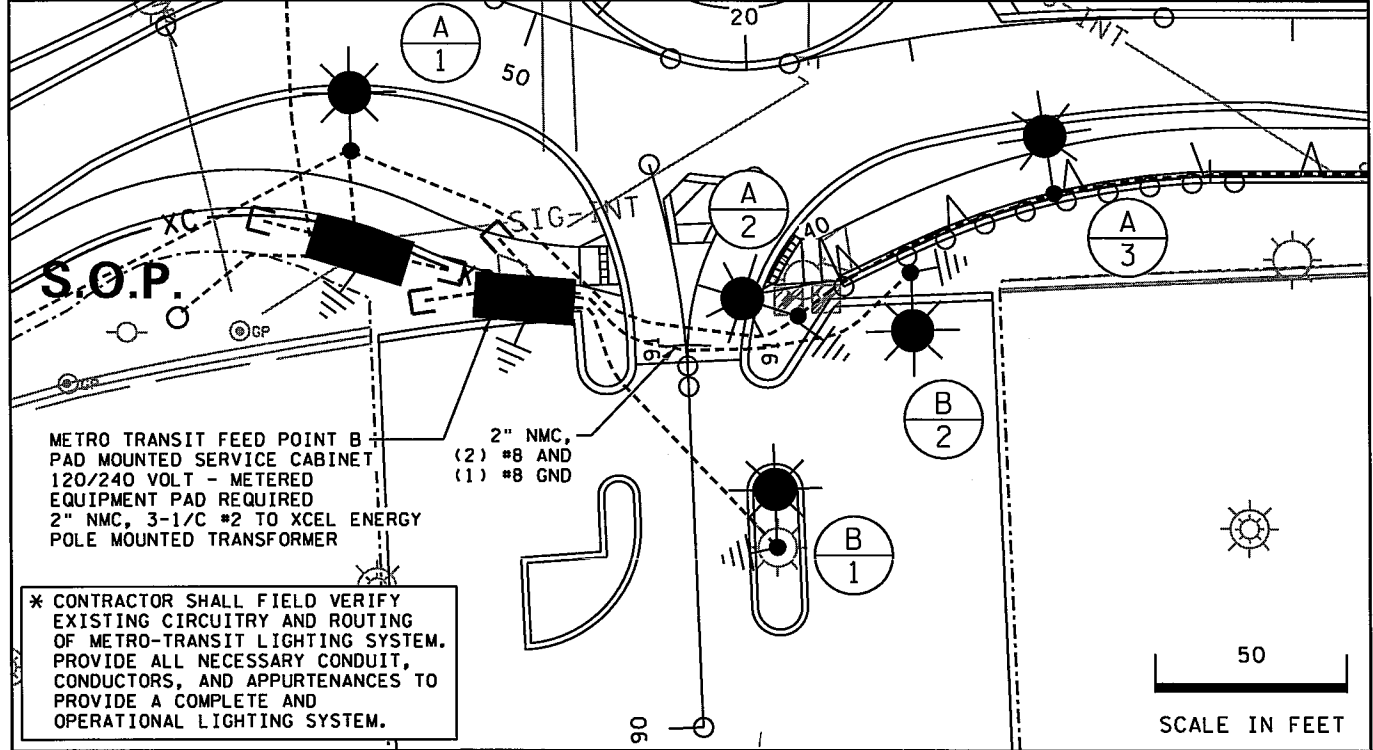 A
1
50
20
SIG-INT
XC
S.O.P.
SIG-INT
A
2
40
A
3
GP
GP
16
16
B
2
METRO TRANSIT FEED POINT B
PAD MOUNTED SERVICE CABINET
120/240 VOLT - METERED
EQUIPMENT PAD REQUIRED
2" NMC, 3-1/C #2 TO XCEL ENERGY
POLE MOUNTED TRANSFORMER
2" NMC,
(2) #8 AND
(1) #8 GND
B
1
* CONTRACTOR SHALL FIELD VERIFY
EXISTING CIRCUITRY AND ROUTING
OF METRO-TRANSIT LIGHTING SYSTEM.
PROVIDE ALL NECESSARY CONDUIT,
CONDUCTORS, AND APPURTENANCES TO
PROVIDE A COMPLETE AND
OPERATIONAL LIGHTING SYSTEM.
50
SCALE IN FEET